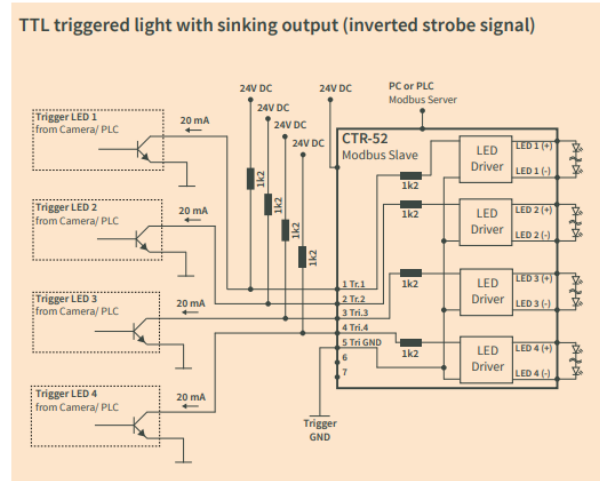 TTL triggered light with sinking output (inverted strobe signal)
24V DC
24V DC
24V DC
24V DC
24V DC
PC or PLC
Modbus Server
Trigger LED 1
from Camera/ PLC
20 mA
Trigger LED 2
from Camera/ PLC
20 mA
Trigger LED 3
from Camera/ PLC
20 mA
Trigger LED 4
from Camera/ PLC
20 mA
1k2
1k2
1k2
1k2
CTR-52
Modbus Slave
1k2
1k2
1k2
1k2
1 Tr.1
2 Tr.2
3 Tri.3
4 Tri.4
5 Tri GND
6
7
Trigger
GND
LED
Driver
LED 1 (+)
LED 1 (-)
LED
Driver
LED 2 (+)
LED 2 (-)
LED
Driver
LED 3 (+)
LED 3 (-)
LED
Driver
LED 4 (+)
LED 4 (-)